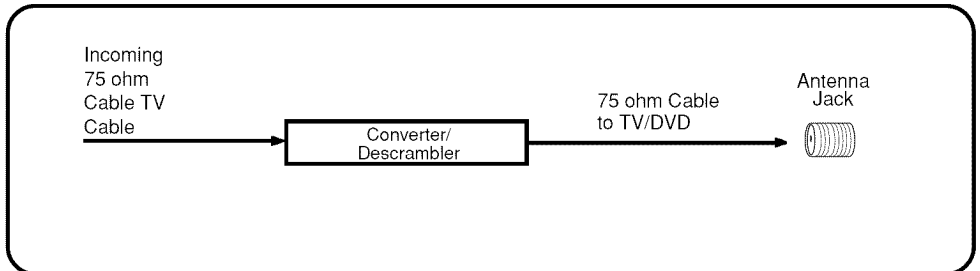 Incoming
75 ohm
Cable TV
Cable
Converter/
Descrambler
75 ohm Cable
to TV/DVD
Antenna
Jack